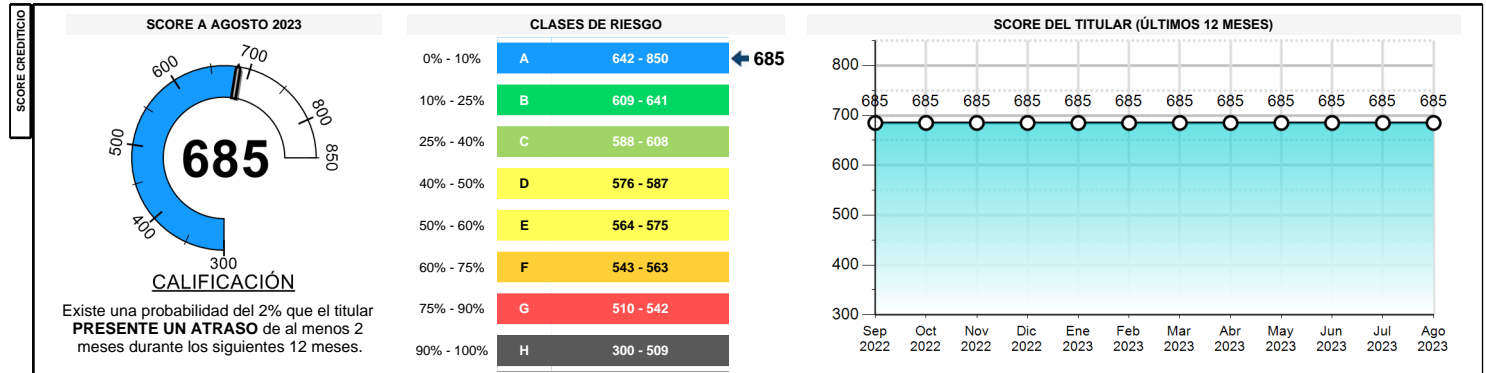 SCORE CREDITICIO
SCORE A AGOSTO 2023
300
400
500
600
700
800
850
685
CALIFICACIÓN
Existe una probabilidad del 2% que el titular
PRESENTE UN ATRASO de al menos 2
meses durante los siguientes 12 meses.
CLASES DE RIESGO
0% - 10% A 642 - 850 685
10% - 25% B 609 - 641
25% - 40% C 588 - 608
40% - 50% D 576 - 587
50% - 60% E 564 - 575
60% - 75% F 543 - 563
75% - 90% G 510 - 542
90% - 100% H 300 - 509
SCORE DEL TITULAR (ÚLTIMOS 12 MESES)
800
700
600
500
400
300
685 685 685 685 685 685 685 685 685 685 685 685
Sep Oct Nov Dic Ene Feb Mar Abr May Jun Jul Ago
2022 2022 2022 2022 2023 2023 2023 2023 2023 2023 2023 2023